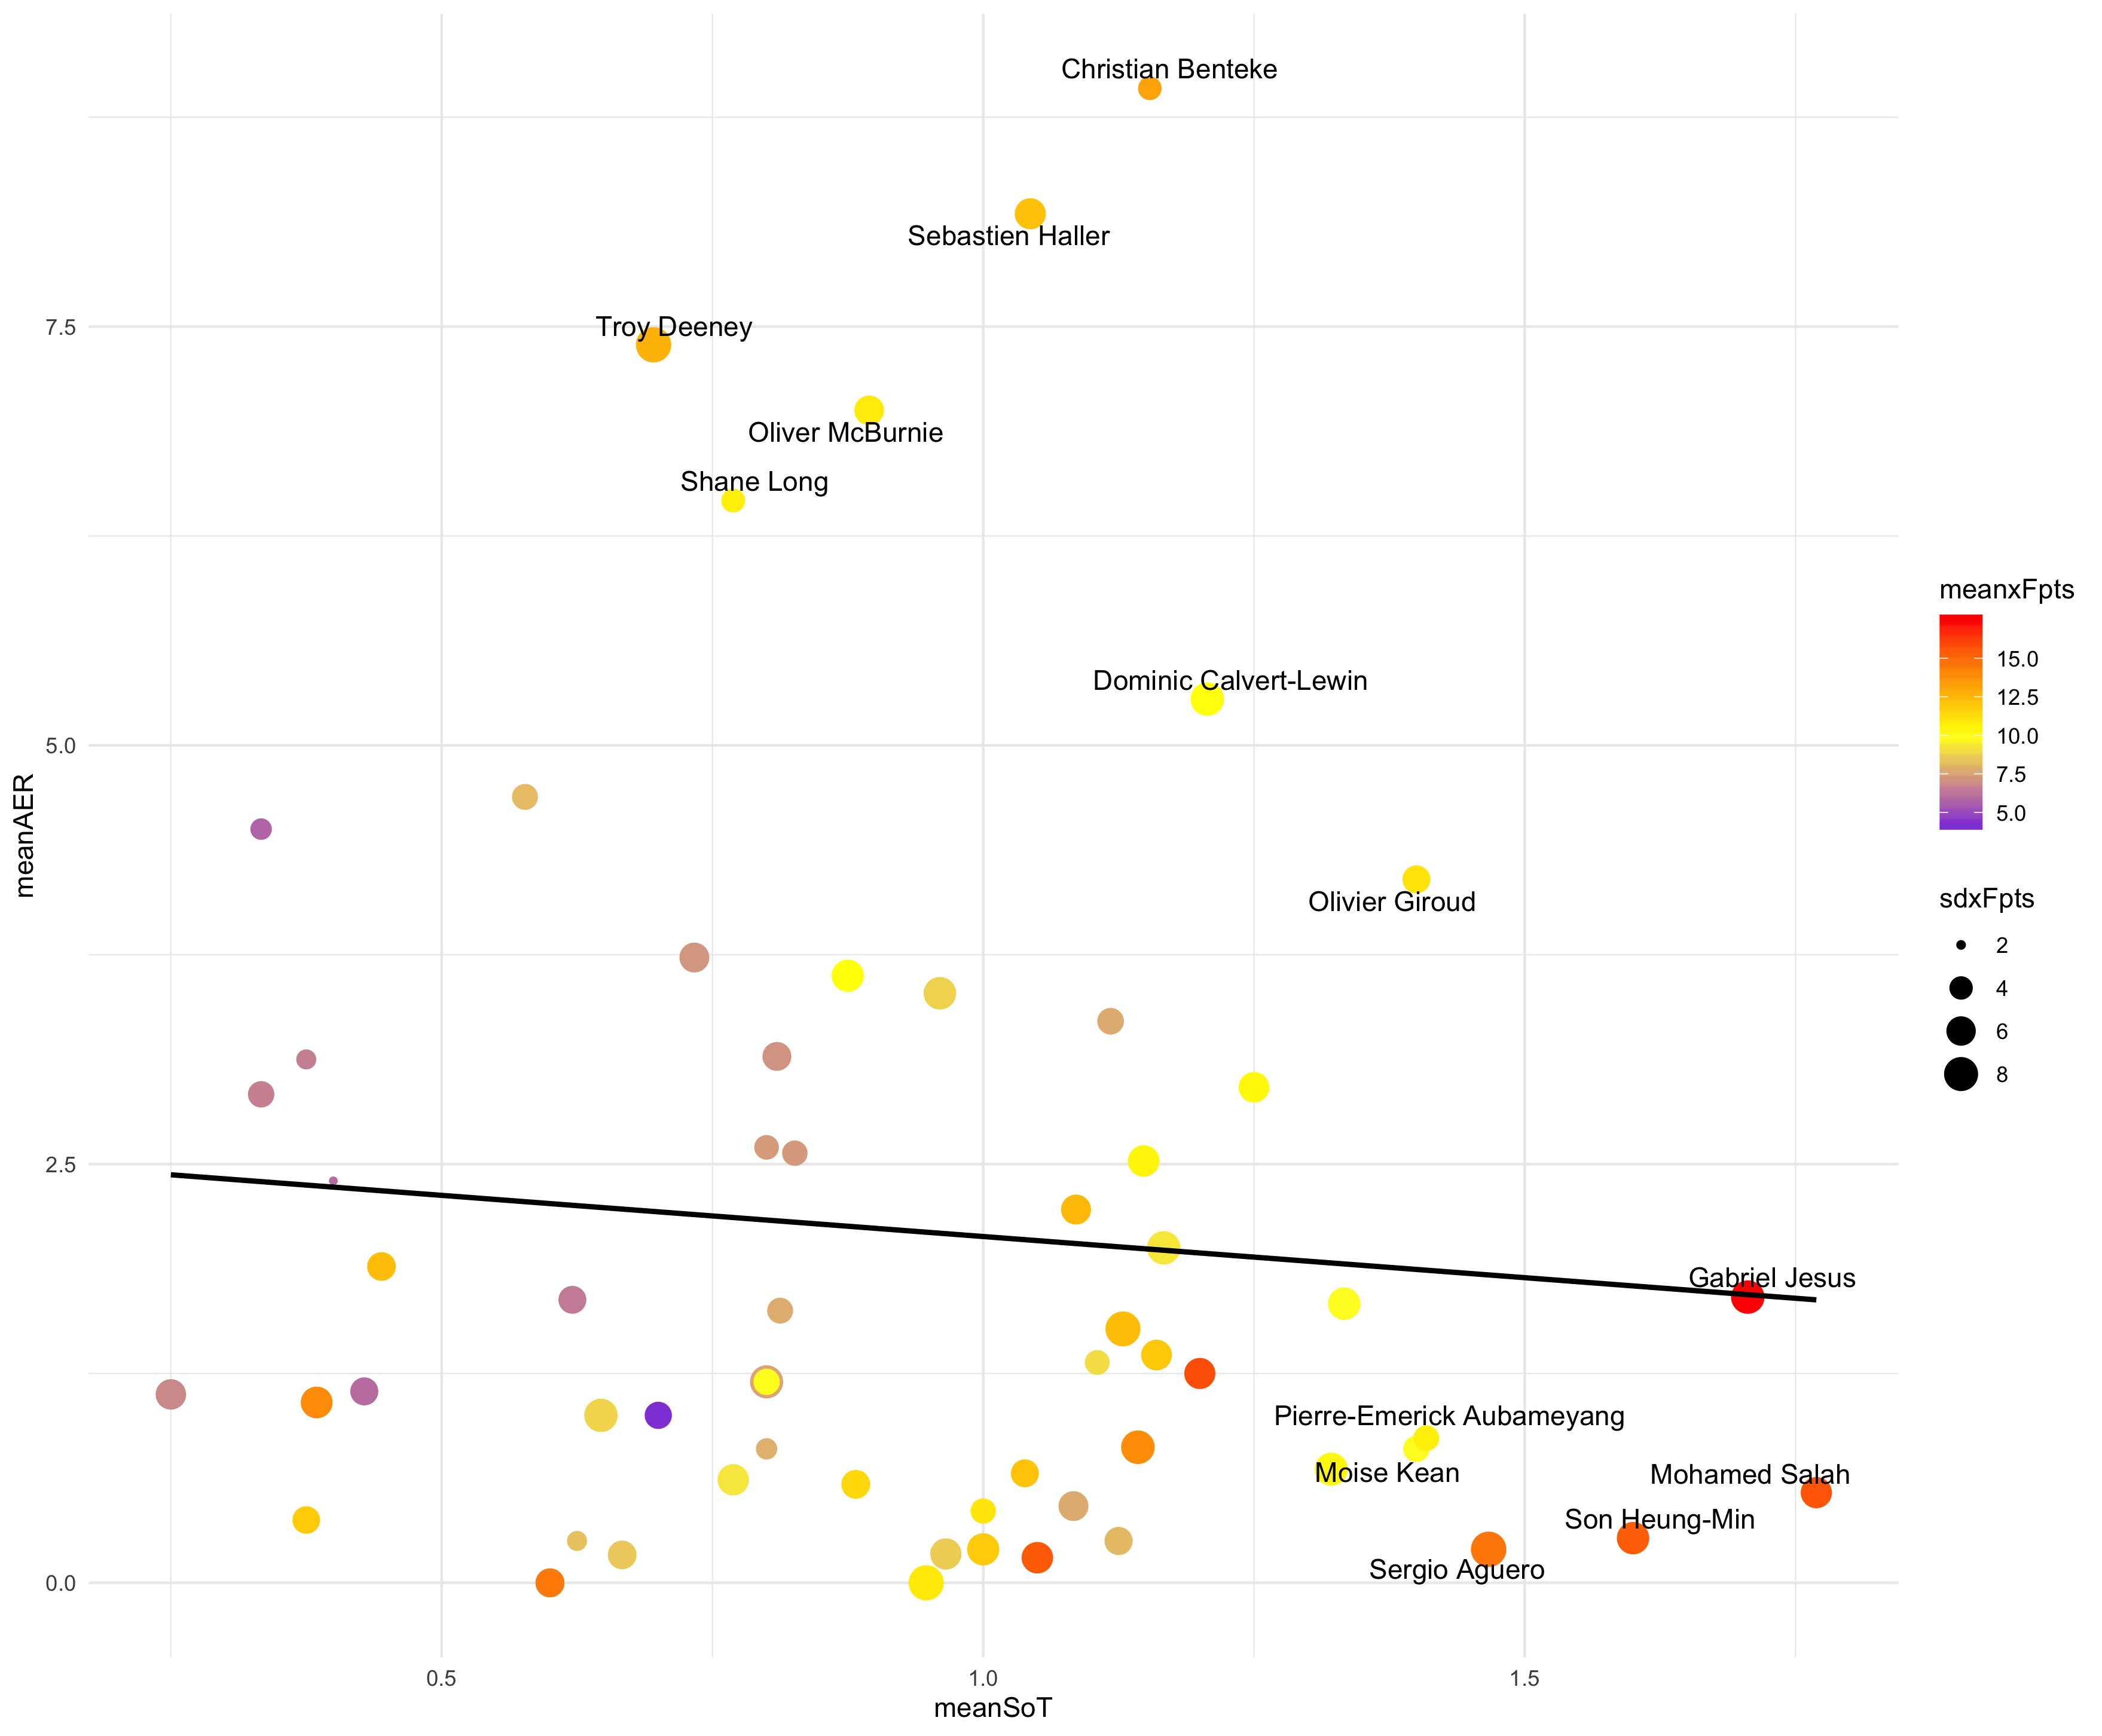 Christian Benteke
Sebastien Haller
Troy Deeney
Oliver McBurnie
Shane Long
Dominic Calvert-Lewin
Olivier Giroud
Gabriel Jesus
Pierre-Emerick Aubameyang
Moise Kean
Mohamed Salah
Son Heung-Min
Sergio Aguero
meanAER
7.5
5.0
2.5
0.0
0.5
1.0
1.5
meanSoT
meanxFpts
15.0
12.5
10.0
7.5
5.0
sdxFpts
2
4
6
8